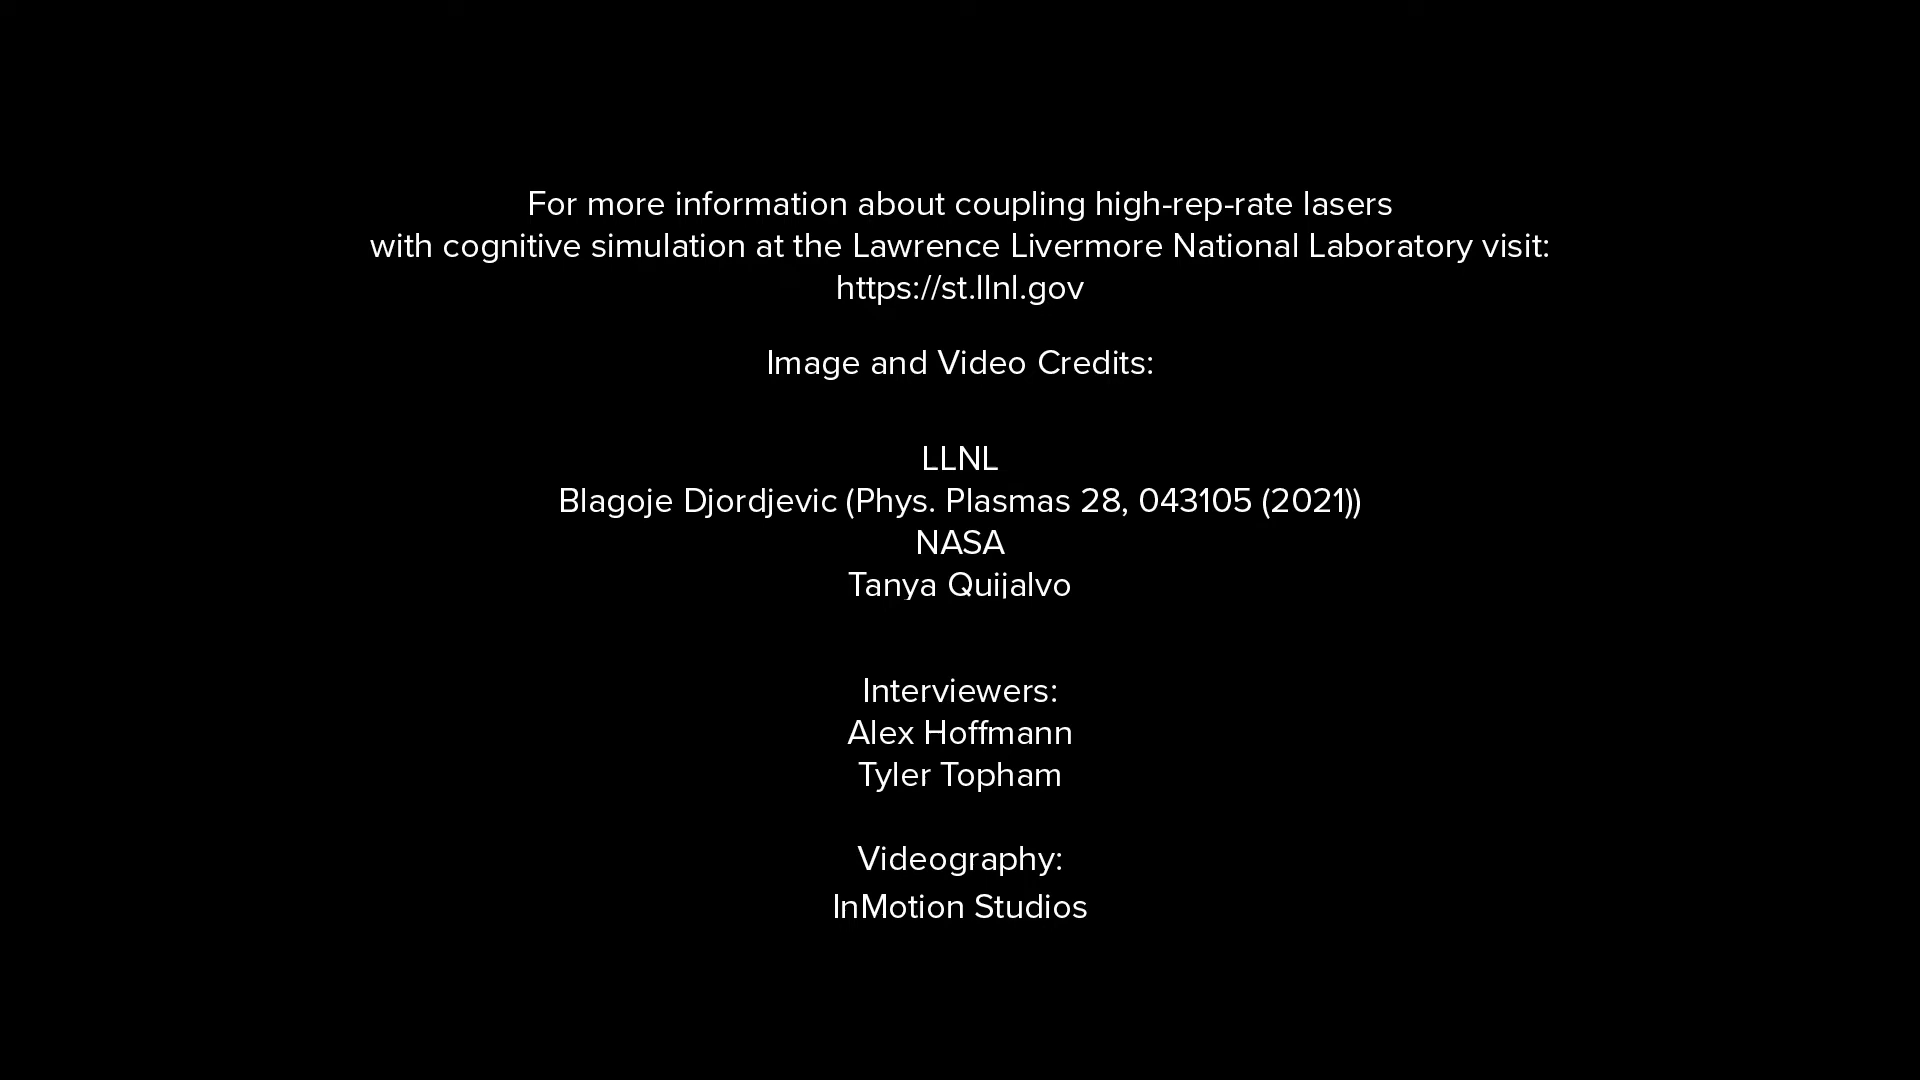 For more information about coupling high-rep-rate lasers
with cognitive simulation at the Lawrence Livermore National Laboratory visit:
https://st.llnl.gov
Image and Video Credits:
LLNL
Blagoje Djordjevic (Phys. Plasmas 28, 043105 (2021))
NASA
Tanya Quijalvo
Interviewers:
Alex Hoffmann
Tyler Topham
Videography:
InMotion Studios